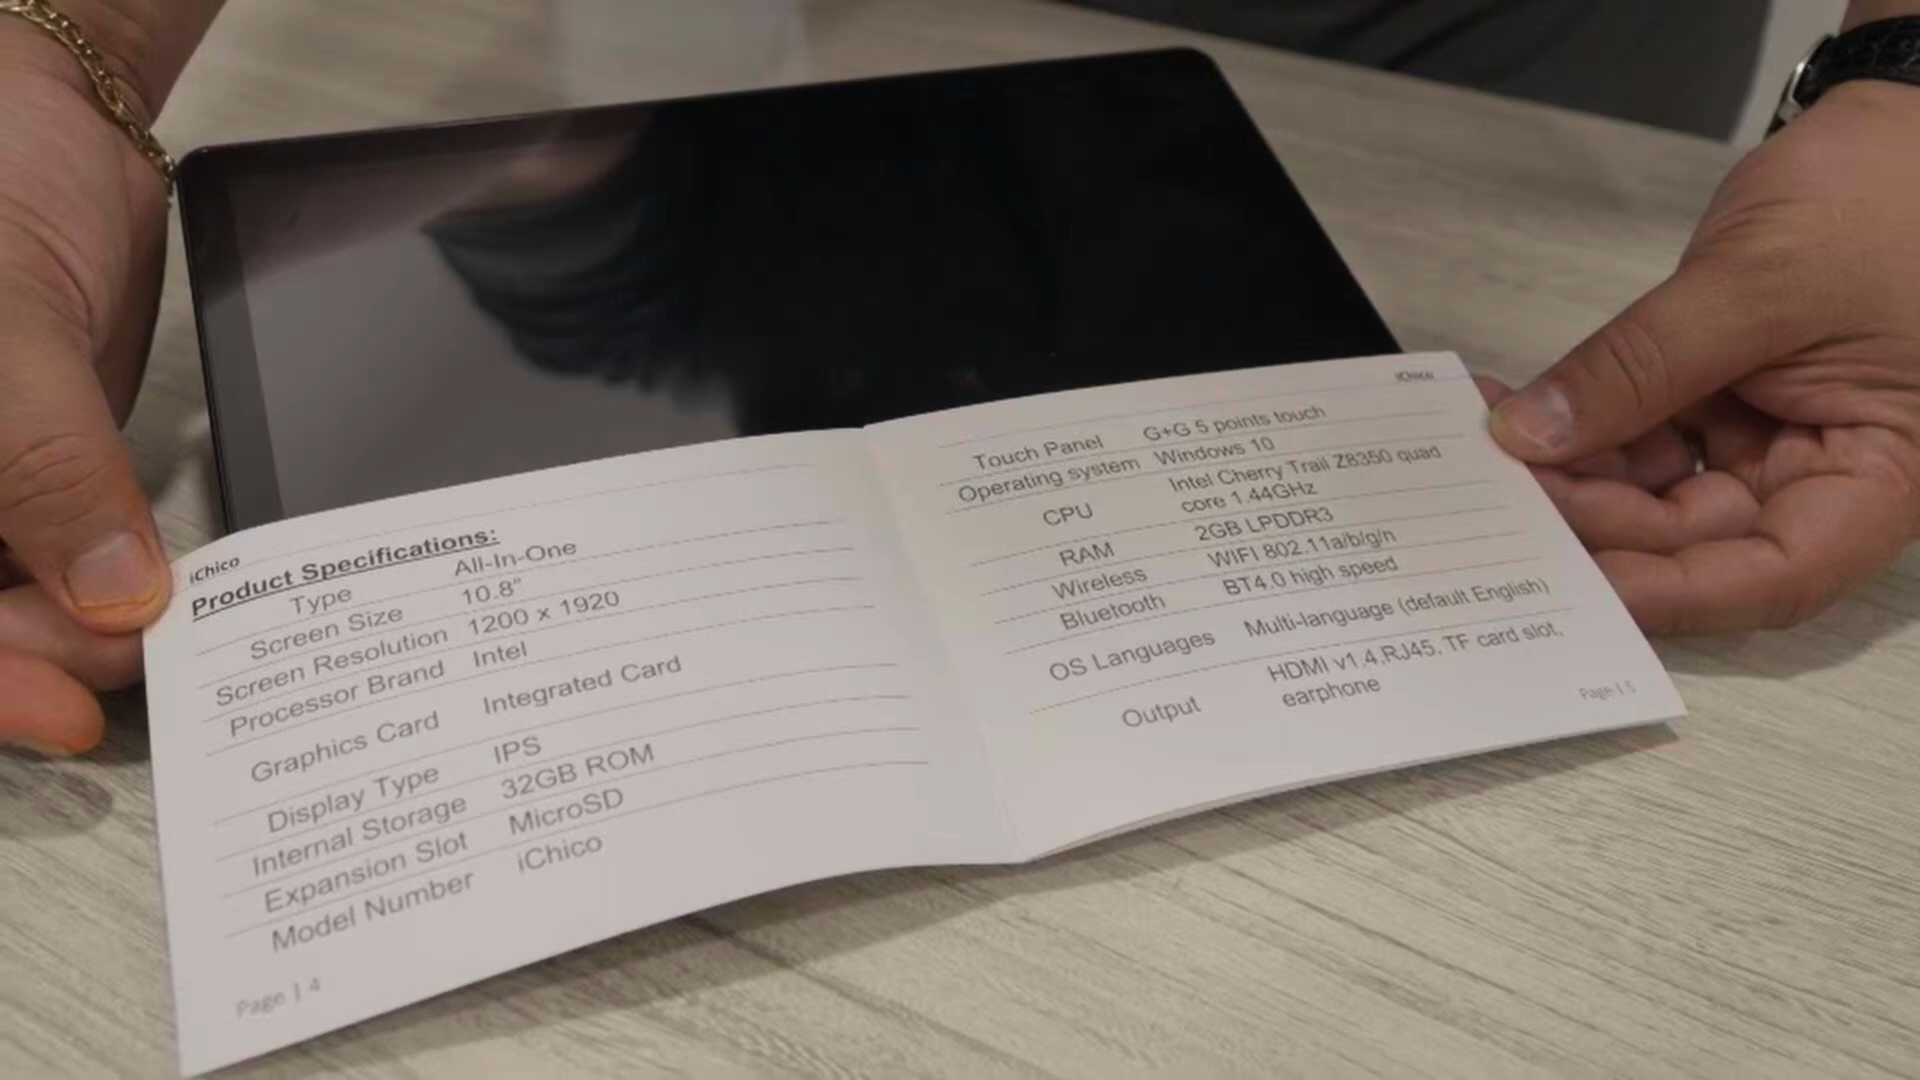 iChico
Product Specifications:
Type All-In-One
Screen Size 10.8"
Screen Resolution 1200 x 1920
Processor Brand Intel
Graphics Card Integrated Card
Display Type IPS
Internal Storage 32GB ROM
Expansion Slot MicroSD
Model Number iChico
Page | 4
iChico
Touch Panel G+G 5 points touch
Operating system Windows 10
CPU Intel Cherry Trail Z8350 quad
core 1.44GHz
RAM 2GB LPDDR3
Wireless WIFI 802.11a/b/g/n
Bluetooth BT4.0 high speed
OS Languages Multi-language (default English)
Output HDMI v1.4,RJ45, TF card slot,
earphone
Page | 5